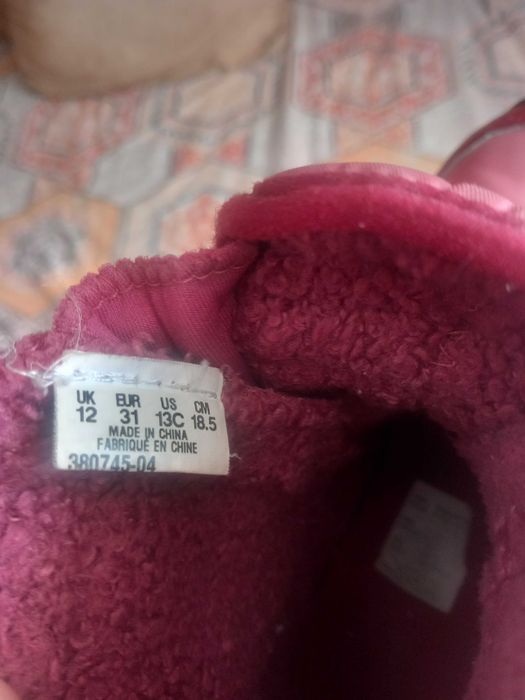 UK EUR US CM
12 31 13C 18.5
MADE IN CHINA
FABRIQUÉ EN CHINE
380745-04